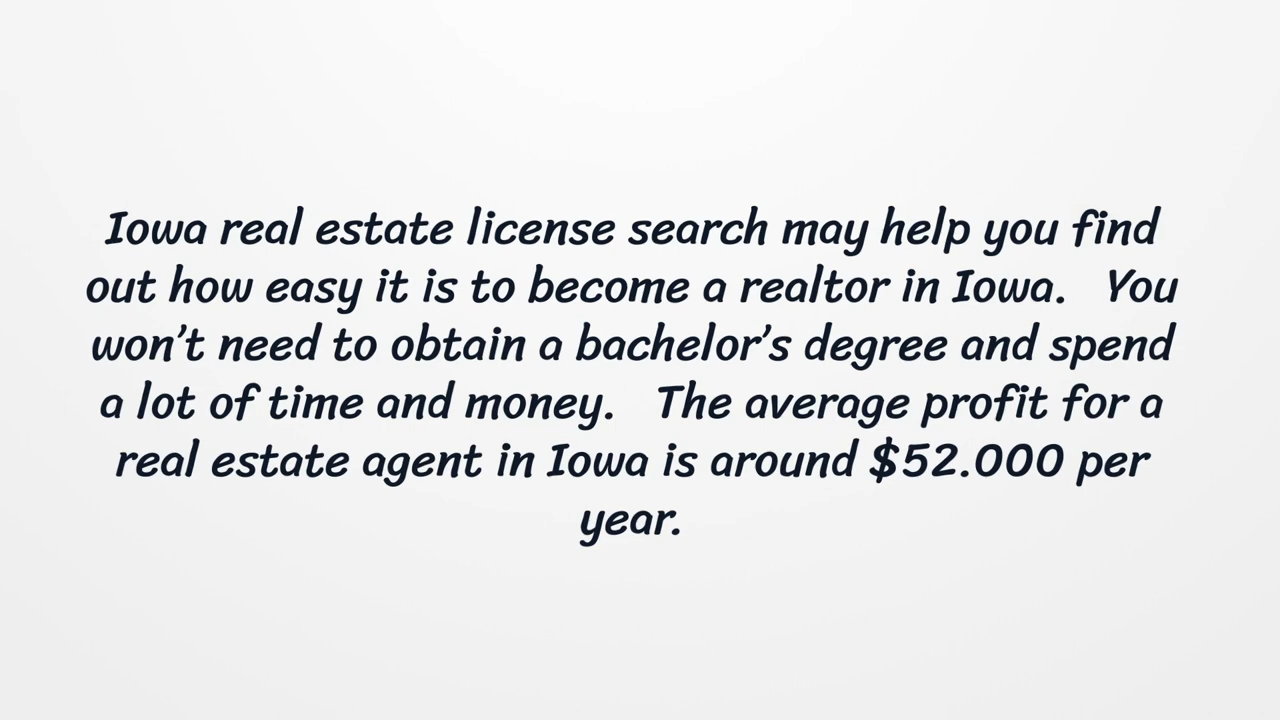 Iowa real estate license search may help you find
out how easy it is to become a realtor in Iowa.   You
won’t need to obtain a bachelor’s degree and spend
a lot of time and money.   The average profit for a
real estate agent in Iowa is around $52.000 per
year.